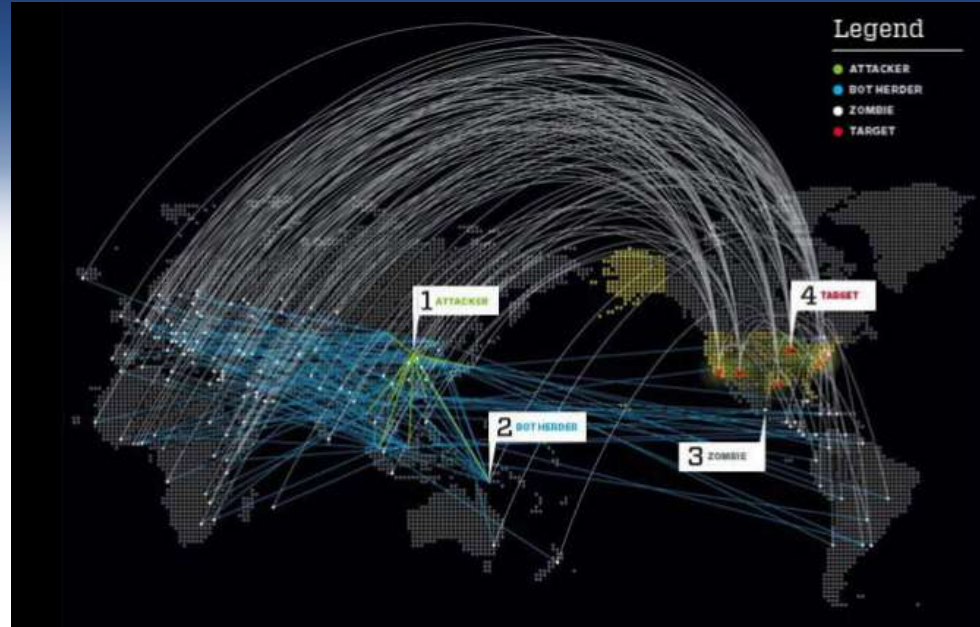 Legend
ATTACKER
BOT HERDER
ZOMBIE
TARGET
1 ATTACKER
4 TARGET
2 BOT HERDER
3 ZOMBIE